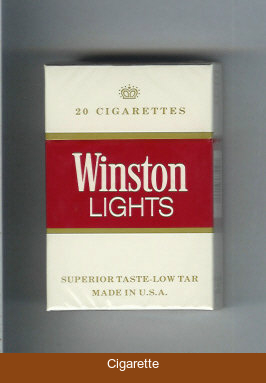 20 CIGARETTES
Winston
LIGHTS
SUPERIOR TASTE-LOW TAR
MADE IN U.S.A.
Cigarette